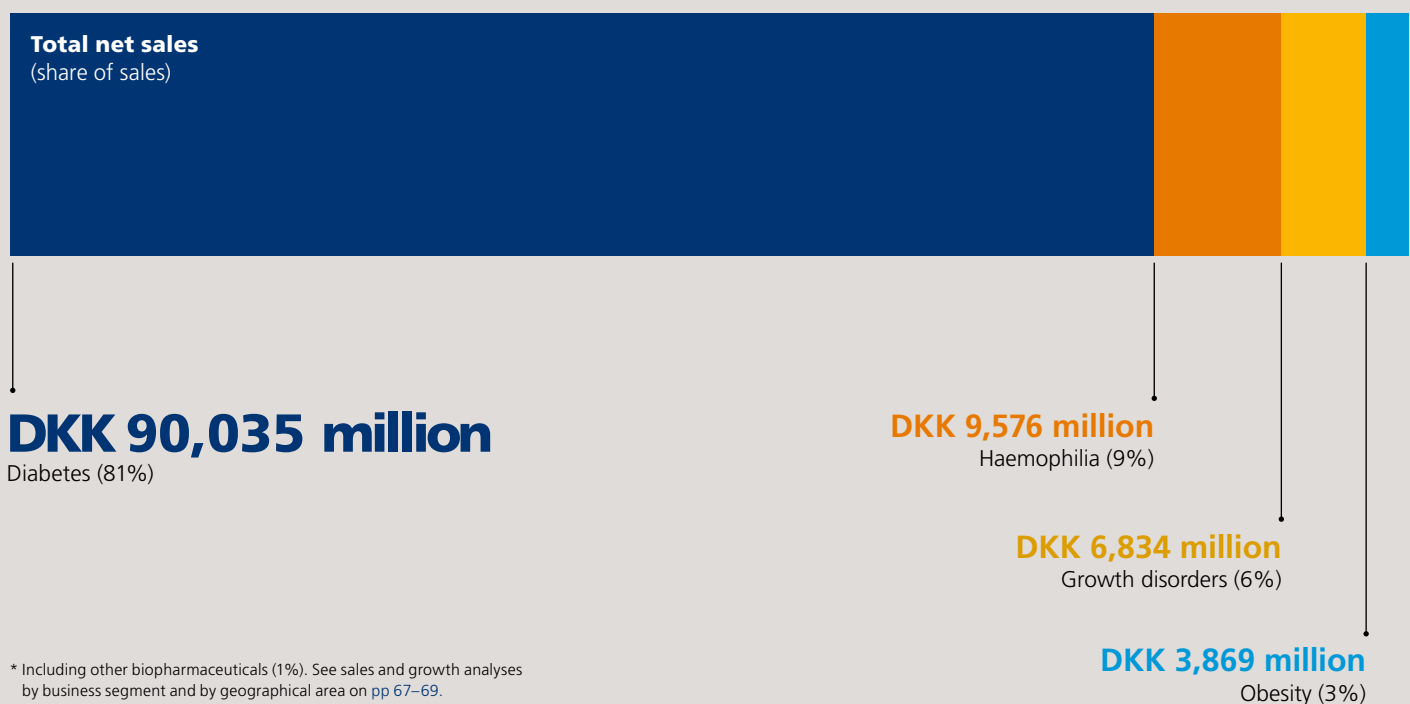 Total net sales
(share of sales)
DKK 90,035 million
Diabetes (81%)
DKK 9,576 million
Haemophilia (9%)
DKK 6,834 million
Growth disorders (6%)
DKK 3,869 million
Obesity (3%)
* Including other biopharmaceuticals (1%). See sales and growth analyses
by business segment and by geographical area on pp 67–69.